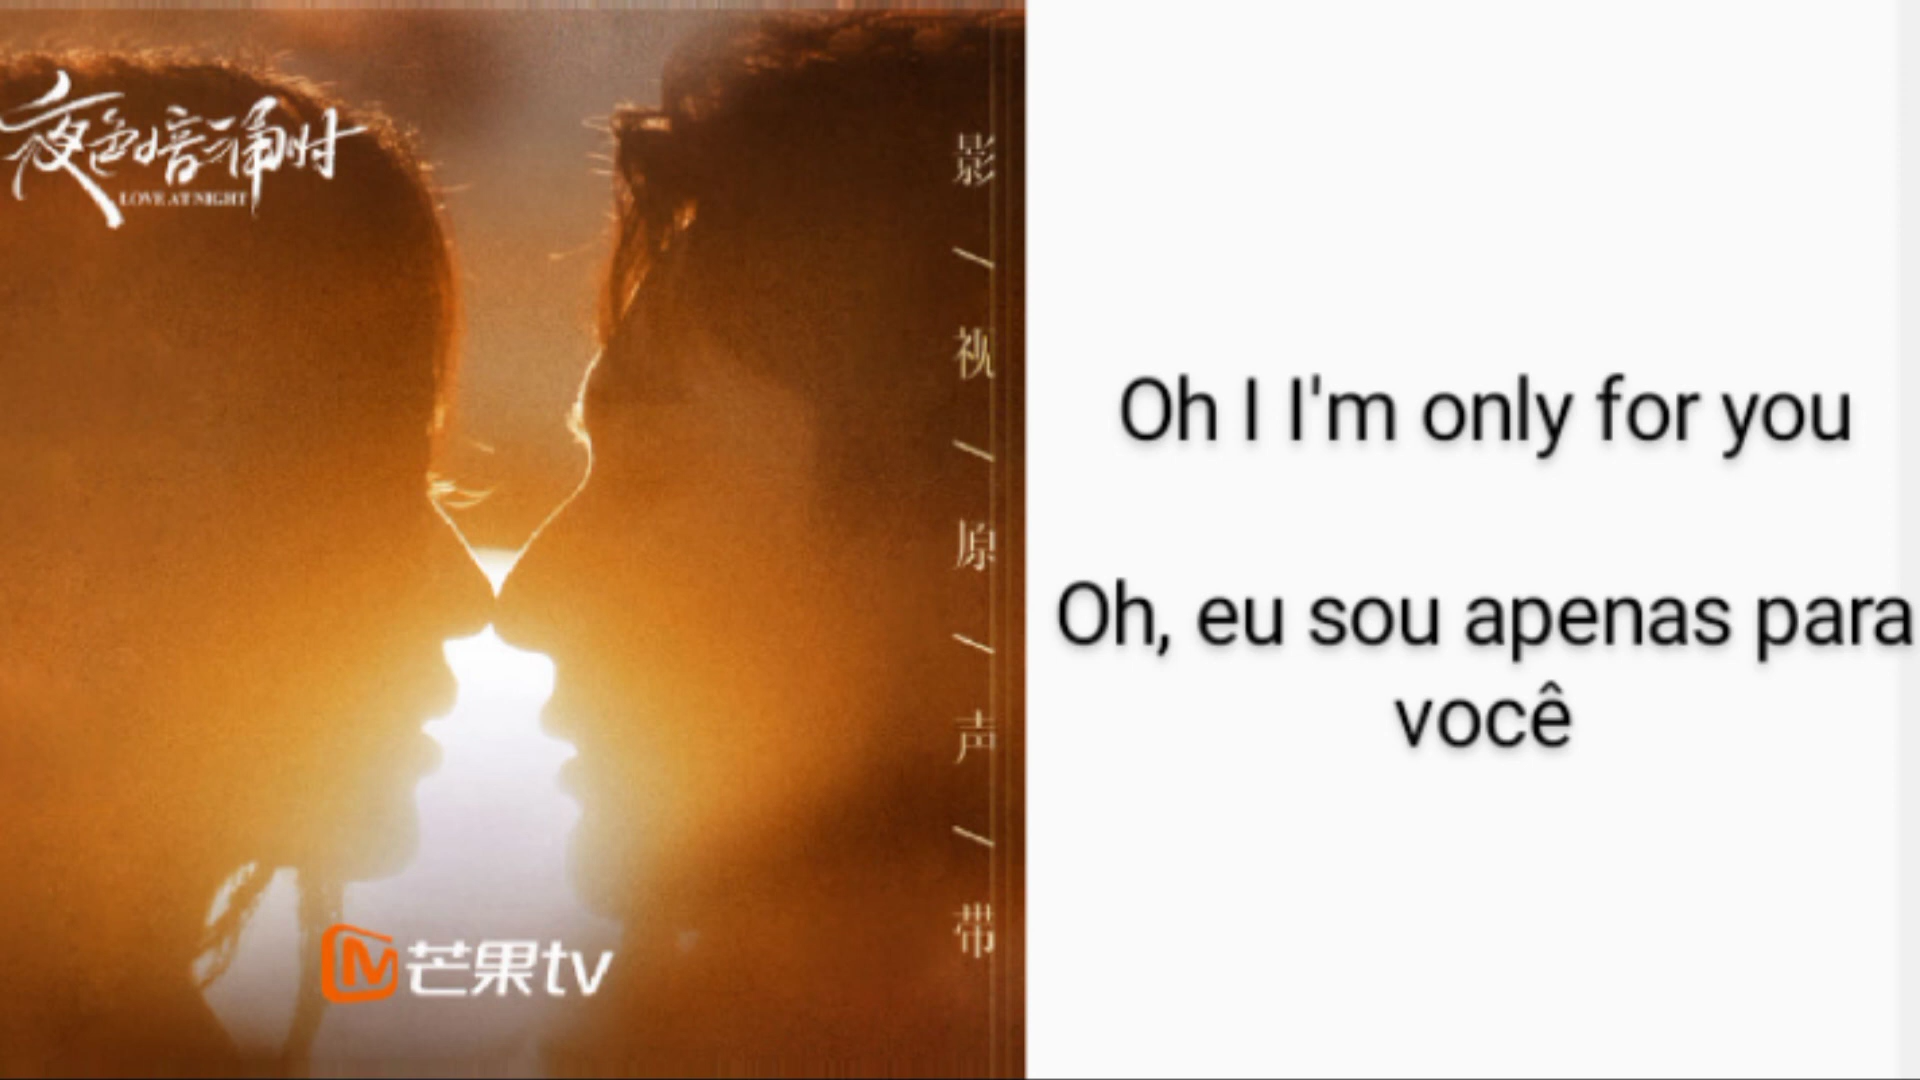 夜色暗涌时
LOVE AT NIGHT
影/视/原/声/带
芒果tv
Oh I I'm only for you
Oh, eu sou apenas para
você